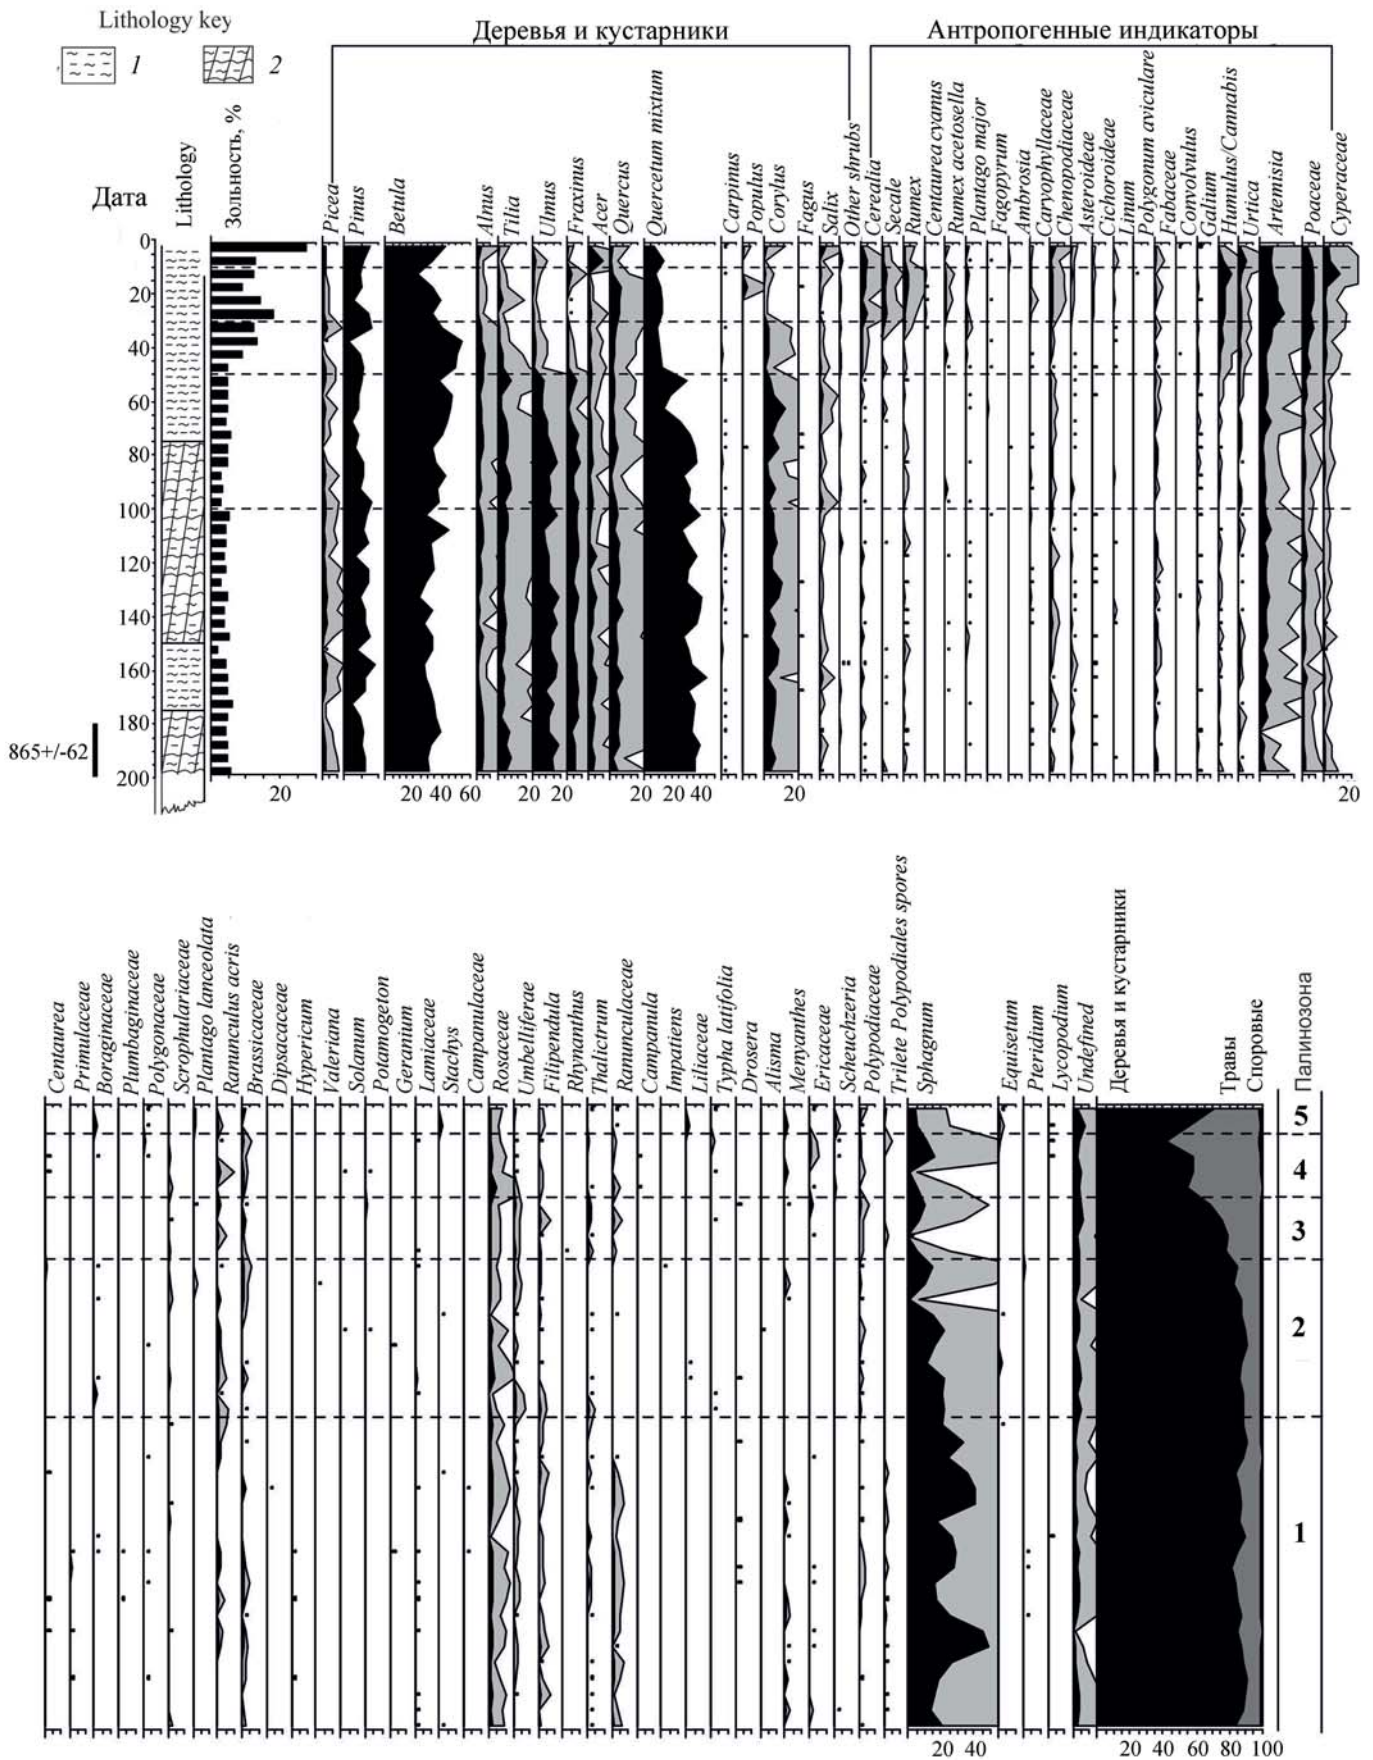 Lithology key
1
2
Деревья и кустарники
Антропогенные индикаторы
Дата
Lithology
Зольность, %
Picea
Pinus
Betula
Alnus
Tilia
Ulmus
Fraxinus
Acer
Quercus
Quercetum mixtum
Carpinus
Populus
Corylus
Fagus
Salix
Other shrubs
Cerealia
Secale
Rumex
Centaurea cyanus
Rumex acetosella
Plantago major
Fagopyrum
Ambrosia
Caryophyllaceae
Chenopodiaceae
Asteroideae
Cichoroideae
Linum
Polygonum aviculare
Fabaceae
Convolvulus
Galium
Humulus/Cannabis
Urtica
Artemisia
Poaceae
Cyperaceae
0
20
40
60
80
100
120
140
160
180
200
865+/-62
20 20 40 60 20 20 20 20 40 20 20
Centaurea
Primulaceae
Boraginaceae
Plumbaginaceae
Polygonaceae
Scrophulariaceae
Plantago lanceolata
Ranunculus acris
Brassicaceae
Dipsacaceae
Hypericum
Valeriana
Solanum
Potamogeton
Geranium
Lamiaceae
Stachys
Campanulaceae
Rosaceae
Umbelliferae
Filipendula
Rhynanthus
Thalictrum
Ranunculaceae
Campanula
Impatiens
Liliaceae
Typha latifolia
Drosera
Alisma
Menyanthes
Ericaceae
Scheuchzeria
Polypodiaceae
Trilete Polypodiales spores
Sphagnum
Equisetum
Pteridium
Lycopodium
Undefined
Деревья и кустарники
Травы
Споровые
Палинозона
5
4
3
2
1
20 40 20 40 60 80 100